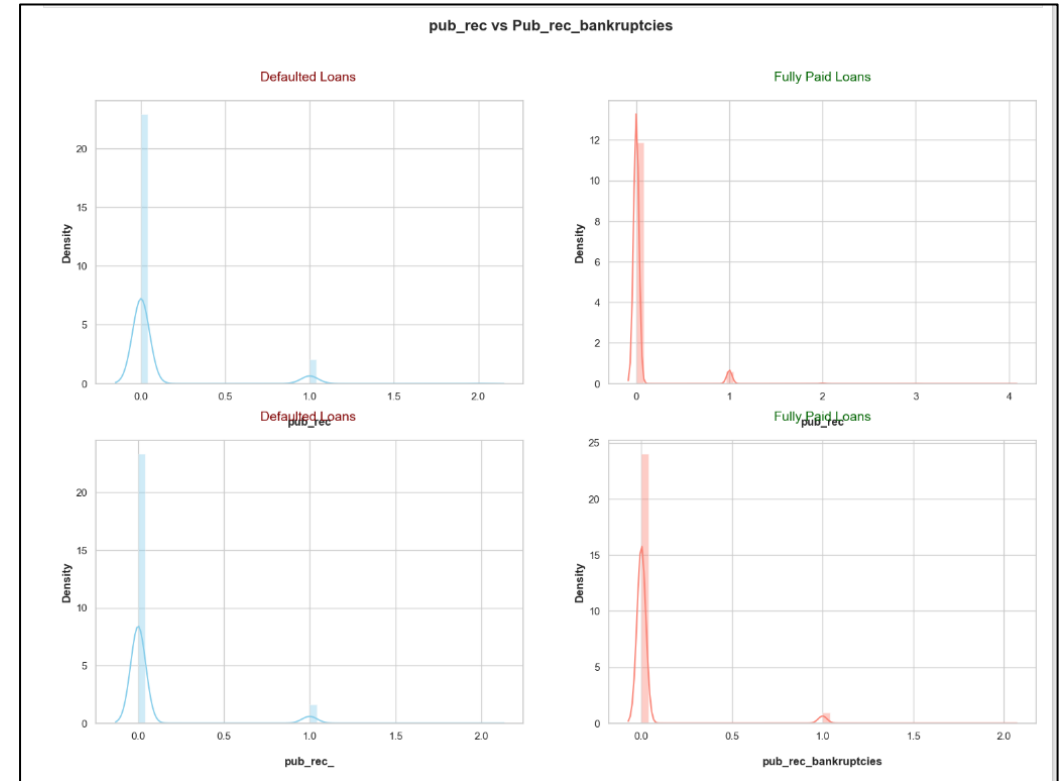 pub_rec vs Pub_rec_bankruptcies
Defaulted Loans
Fully Paid Loans
Density
20
15
10
5
0
0.0 0.5 1.0 1.5 2.0
pub_rec
Density
12
10
8
6
4
2
0
0 1 2 3 4
pub_rec
Defaulted Loans
Fully Paid Loans
Density
20
15
10
5
0
0.0 0.5 1.0 1.5 2.0
pub_rec_
Density
25
20
15
10
5
0
0.0 0.5 1.0 1.5 2.0
pub_rec_bankruptcies